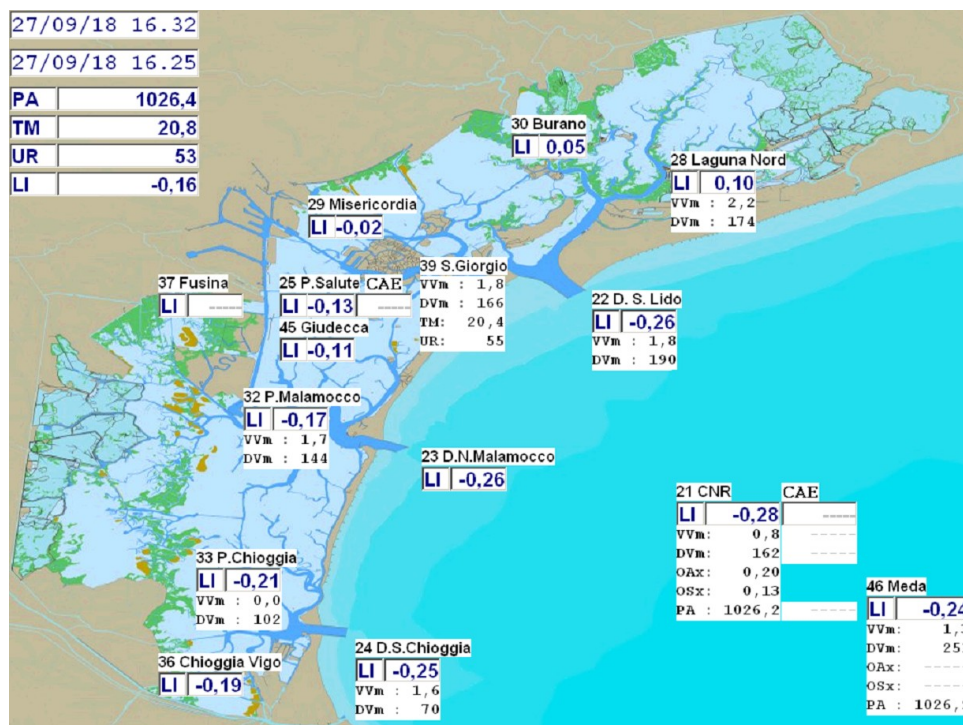 27/09/18 16.32
27/09/18 16.25
PA 1026,4
TM 20,8
UR 53
LI -0,16
30 Burano
LI 0,05
28 Laguna Nord
LI 0,10
VVm : 2,2
DVm : 174
29 Misericordia
LI -0,02
39 S.Giorgio
VVm : 1,8
DVm : 166
TM: 20,4
UR: 55
37 Fusina
LI -----
25 P.Salute CAE
LI -0,13 -----
45 Giudecca
LI -0,11
22 D. S. Lido
LI -0,26
VVm : 1,8
DVm : 190
32 P.Malamocco
LI -0,17
VVm : 1,7
DVm : 144
23 D.N.Malamocco
LI -0,26
21 CNR CAE
LI -0,28 -----
VVm: 0,8 -----
DVm: 162 -----
OAx: 0,20
OSx: 0,13
PA : 1026,2 -----
33 P.Chioggia
LI -0,21
VVm : 0,0
DVm : 102
46 Meda
LI -0,24
VVm: 1,
DVm: 25
OAx: ----
OSx: ----
PA : 1026,
36 Chioggia Vigo
LI -0,19
24 D.S.Chioggia
LI -0,25
VVm : 1,6
DVm : 70